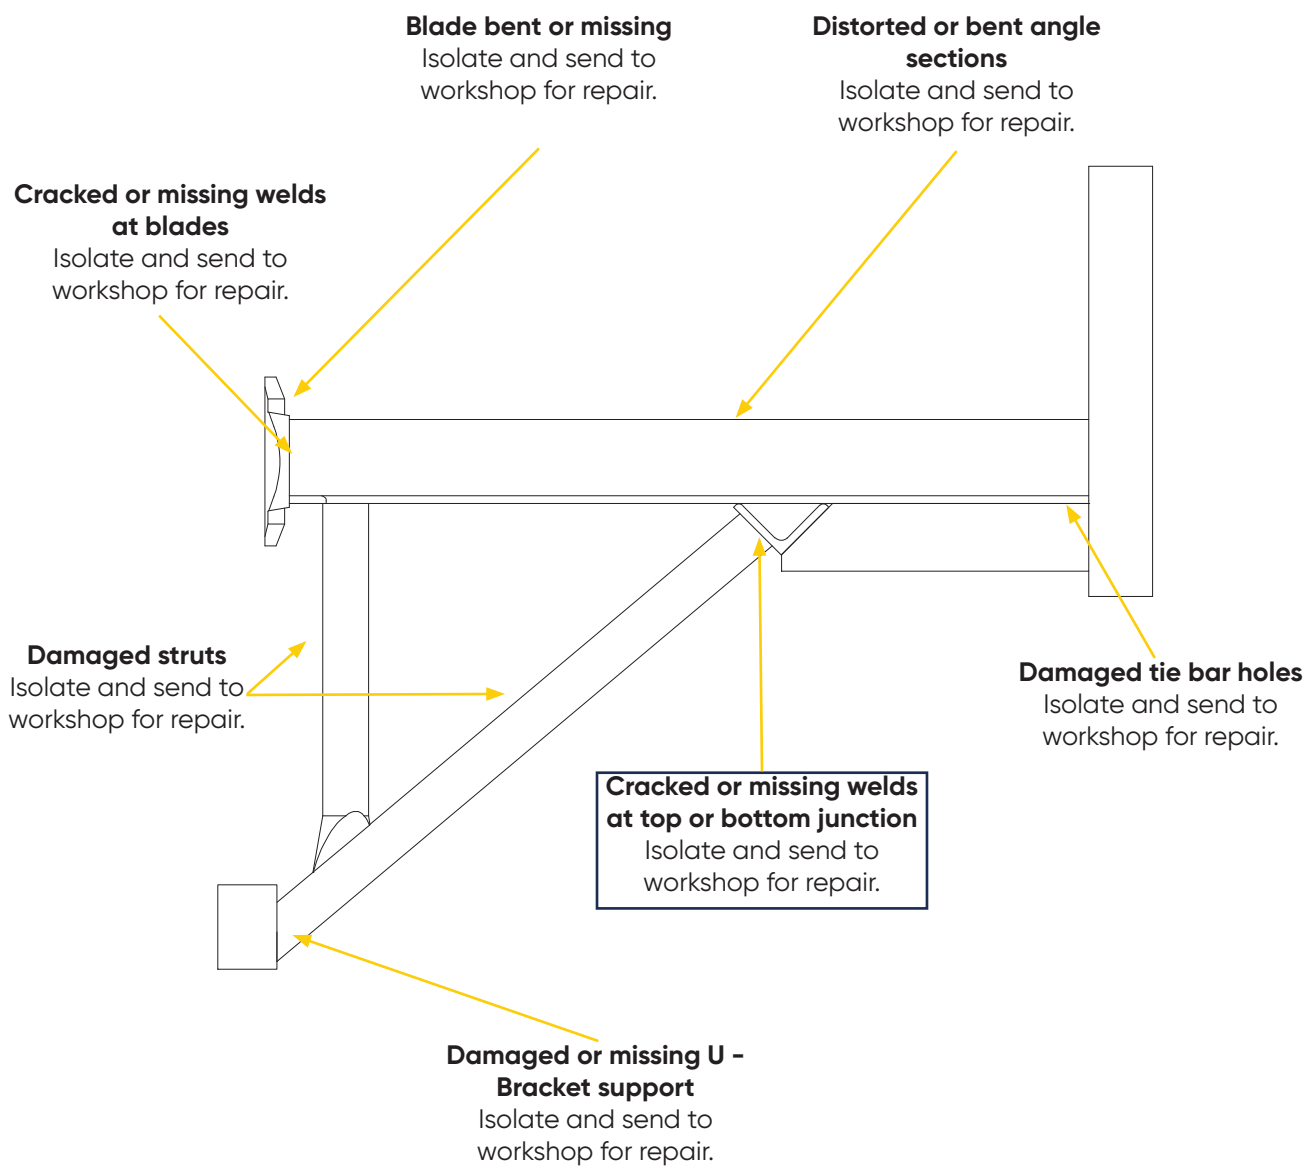 Blade bent or missing
Isolate and send to
workshop for repair.
Distorted or bent angle
sections
Isolate and send to
workshop for repair.
Cracked or missing welds
at blades
Isolate and send to
workshop for repair.
Damaged struts
Isolate and send to
workshop for repair.
Damaged tie bar holes
Isolate and send to
workshop for repair.
Cracked or missing welds
at top or bottom junction
Isolate and send to
workshop for repair.
Damaged or missing U -
Bracket support
Isolate and send to
workshop for repair.